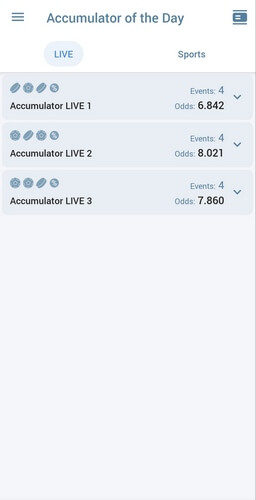 Accumulator of the Day
LIVE
Sports
Events: 4
Accumulator LIVE 1
Odds: 6.842
Events: 4
Accumulator LIVE 2
Odds: 8.021
Events: 4
Accumulator LIVE 3
Odds: 7.860